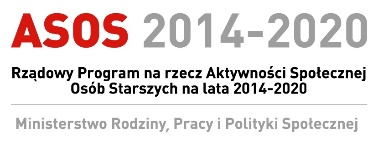 ASOS 2014-2020
Rządowy Program na rzecz Aktywności Społecznej
Osób Starszych na lata 2014-2020
Ministerstwo Rodziny, Pracy i Polityki Społecznej